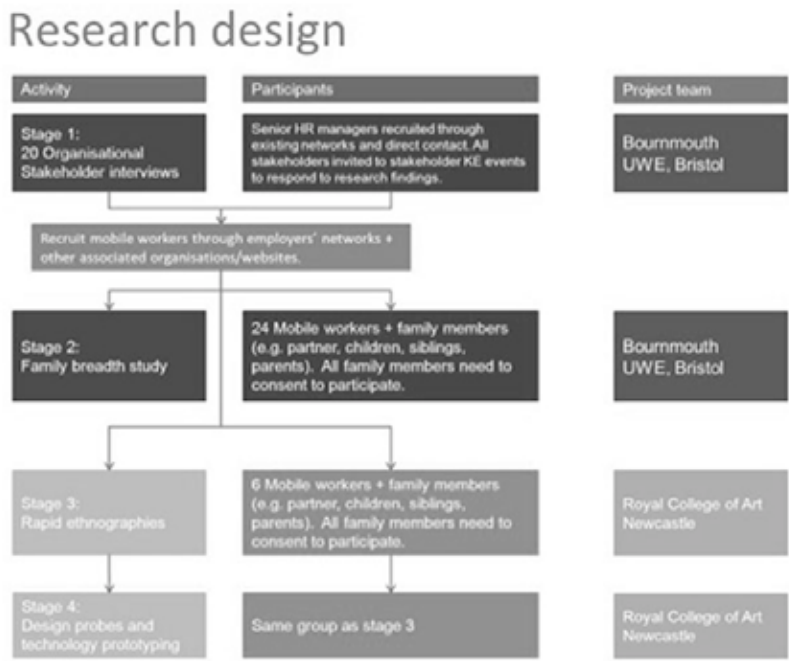 Research design
Activity
Participants
Project team
Stage 1:
20 Organisational
Stakeholder interviews
Senior HR managers recruited through
existing networks and direct contact. All
stakeholders invited to stakeholder KE events
to respond to research findings.
Bournmouth
UWE, Bristol
Recruit mobile workers through employers' networks +
other associated organisations/websites.
Stage 2:
Family breadth study
24 Mobile workers + family members
(e.g. partner, children, siblings,
parents). All family members need to
consent to participate.
Bournmouth
UWE, Bristol
Stage 3:
Rapid ethnographies
6 Mobile workers + family members
(e.g. partner, children, siblings,
parents). All family members need to
consent to participate.
Royal College of Art
Newcastle
Stage 4:
Design probes and
technology prototyping
Same group as stage 3
Royal College of Art
Newcastle